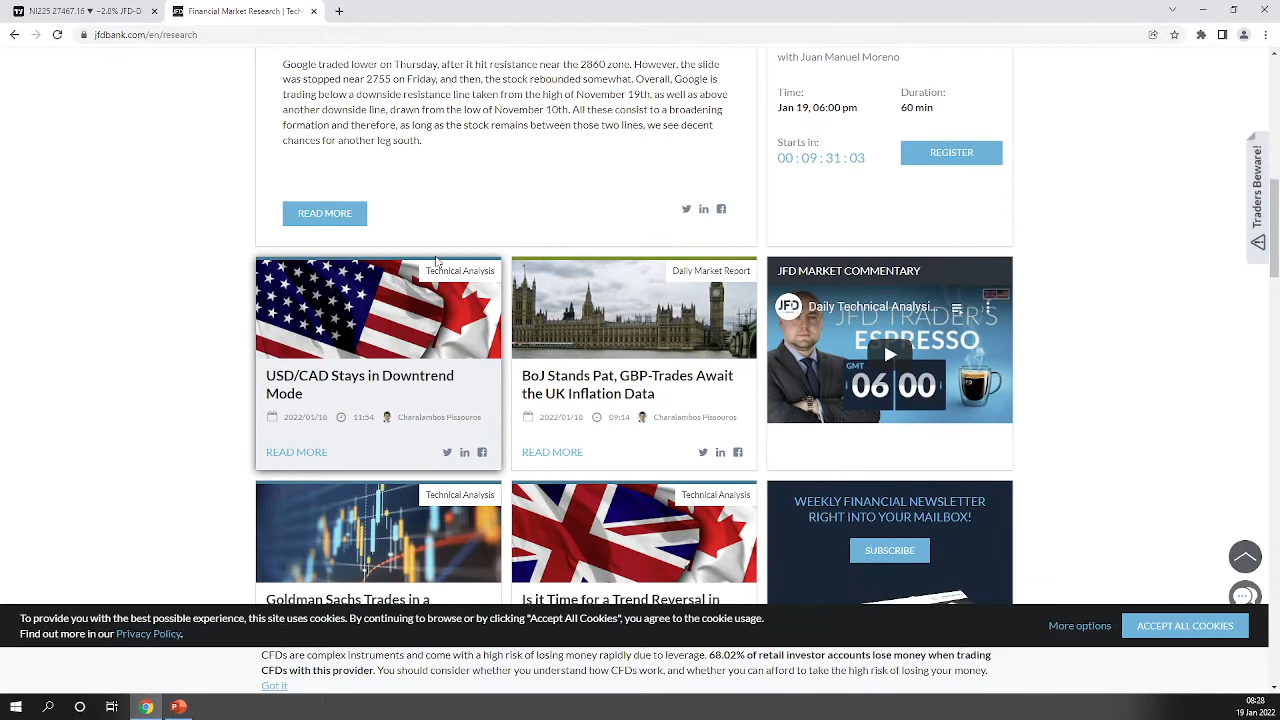 NI225 27467.16 ▼ −2.8% JFD-D
Financial Market Research | Tech
jfdbank.com/en/research
Google traded lower on Thursday, after it hit resistance near the 2860 zone. However, the slide
was stopped near 2755 on Friday, and then, the stock rebounded somewhat. Overall, Google is
trading below a downside resistance line taken from the high of November 19th, as well as above
another downside line, drawn from the low of November 10th. All these consist to a broadening
formation and therefore, as long as the stock remains between those two lines, we see decent
chances for another leg south.
READ MORE
with Juan Manuel Moreno
Time:
Duration:
Jan 19, 06:00 pm
60 min
Starts in:
00 : 09 : 31 : 03
REGISTER
Traders Beware!
Technical Analysis
USD/CAD Stays in Downtrend
Mode
2022/01/18 11:54 Charalambos Pissouros
READ MORE
Daily Market Report
BoJ Stands Pat, GBP-Trades Await
the UK Inflation Data
2022/01/18 09:14 Charalambos Pissouros
READ MORE
JFD MARKET COMMENTARY
JFD
Daily Technical Analysi...
JFD TRADER'S
ESPRESSO
GMT
06 00
Technical Analysis
Goldman Sachs Trades in a
Technical Analysis
Is it Time for a Trend Reversal in
WEEKLY FINANCIAL NEWSLETTER
RIGHT INTO YOUR MAILBOX!
SUBSCRIBE
To provide you with the best possible experience, this site uses cookies. By continuing to browse or by clicking "Accept All Cookies", you agree to the cookie usage.
Find out more in our Privacy Policy.
More options
ACCEPT ALL COOKIES
CFDs are complex instruments and come with a high risk of losing money rapidly due to leverage. 68.02% of retail investor accounts lose money when trading
CFDs with this provider. You should consider whether you understand how CFDs work and whether you can afford to take the high risk of losing your money.
Got it
08:28
19 Jan 2022